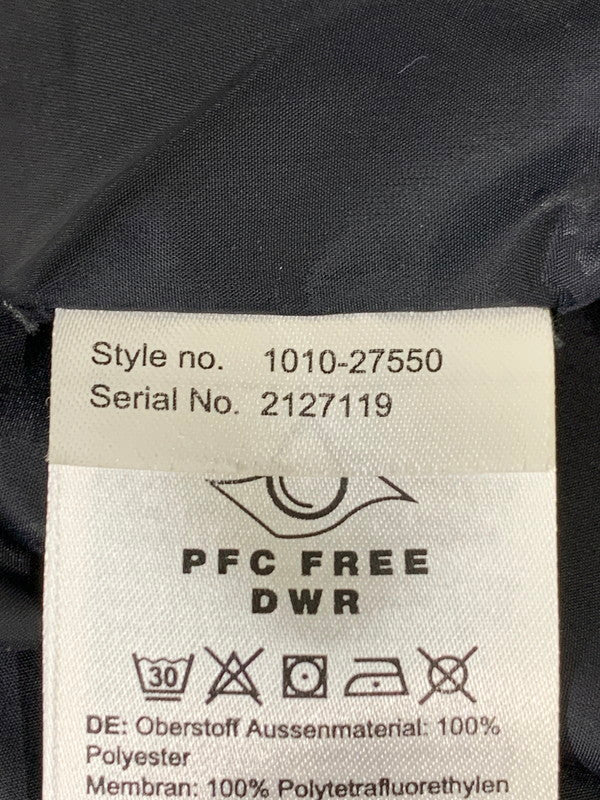 Style no. 1010-27550
Serial No. 2127119
PFC FREE
DWR
30
DE: Oberstoff Aussenmaterial: 100%
Polyester
Membran: 100% Polytetrafluorethylen